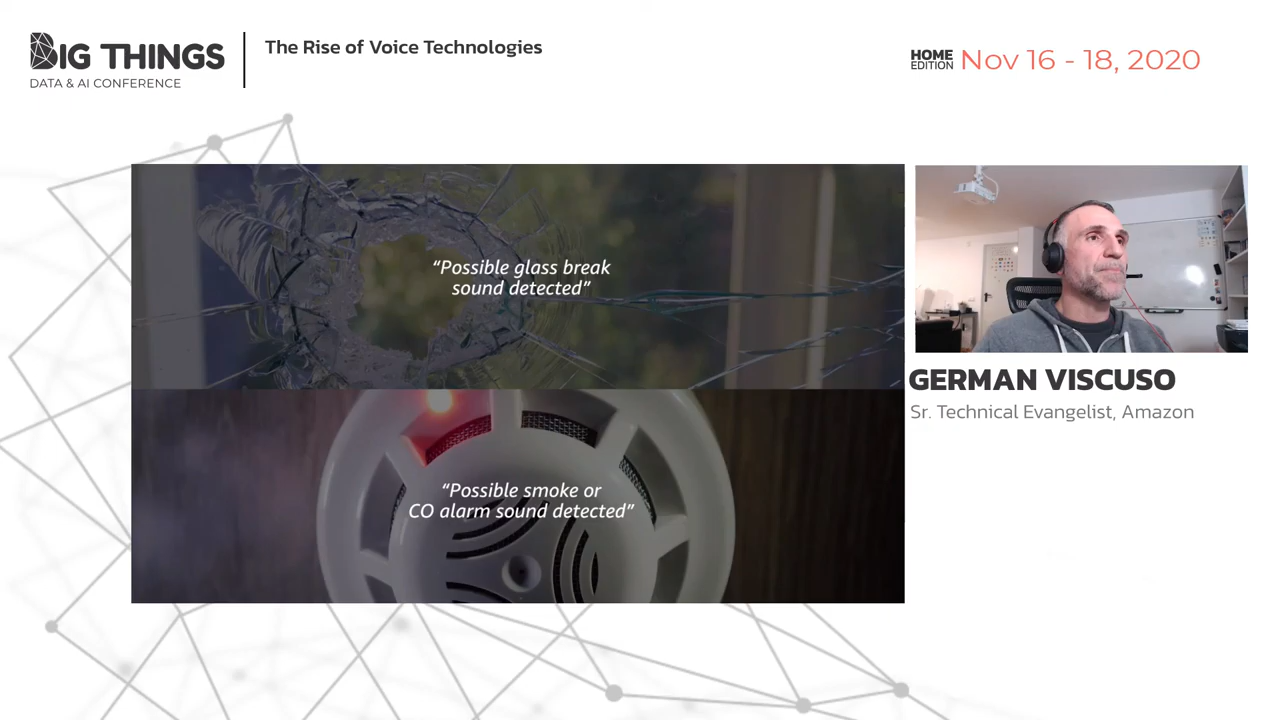 BIG THINGS
DATA & AI CONFERENCE
The Rise of Voice Technologies
HOME
EDITION
Nov 16 - 18, 2020
“Possible glass break
sound detected”
“Possible smoke or
CO alarm sound detected”
GERMAN VISCUSO
Sr. Technical Evangelist, Amazon